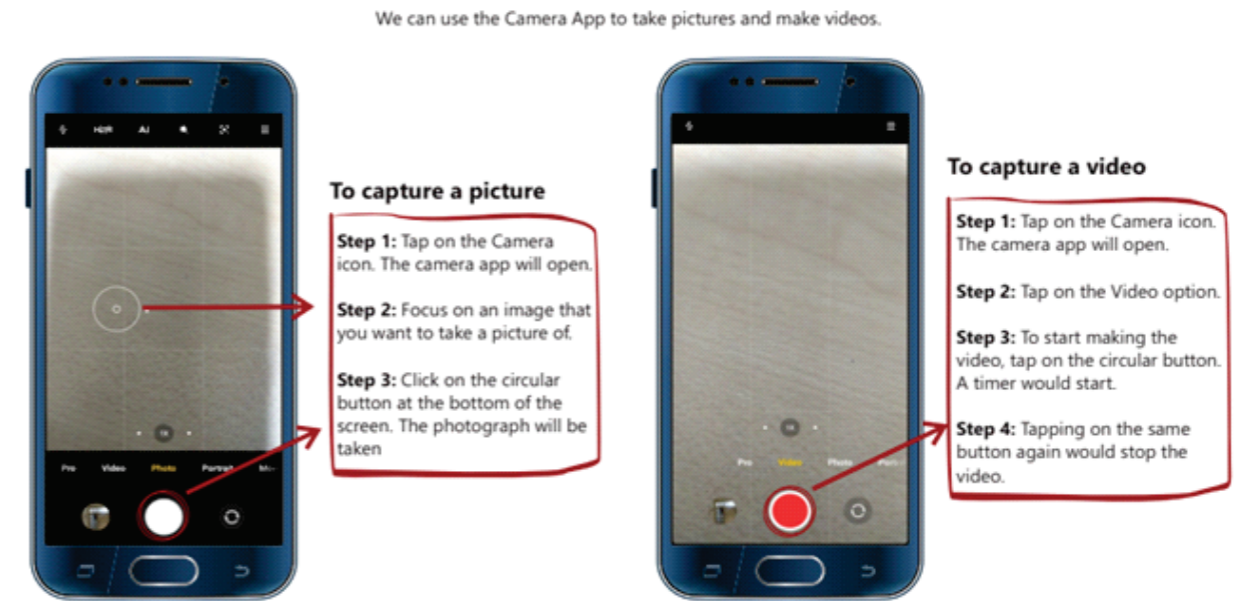 We can use the Camera App to take pictures and make videos.
HDR AI
To capture a picture
Step 1: Tap on the Camera
icon. The camera app will open.
Step 2: Focus on an image that
you want to take a picture of.
Step 3: Click on the circular
button at the bottom of the
screen. The photograph will be
taken
Pro Video Photo Portrait
To capture a video
Step 1: Tap on the Camera icon.
The camera app will open.
Step 2: Tap on the Video option.
Step 3: To start making the
video, tap on the circular button.
A timer would start.
Step 4: Tapping on the same
button again would stop the
video.
Pro Video Photo